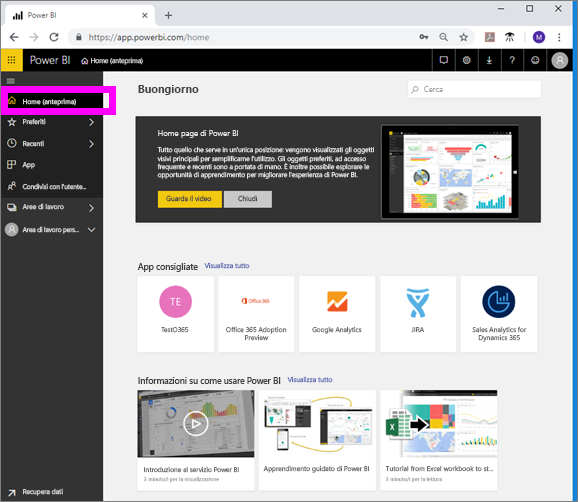 Power BI
https://app.powerbi.com/home
M
Power BI
Home (anteprima)
Home (anteprima)
Preferiti
Recenti
App
Condivisi con l'utente...
Aree di lavoro
Area di lavoro pers...
Recupera dati
Buongiorno
Cerca
Home page di Power BI
Tutto quello che serve in un'unica posizione: vengono visualizzati gli oggetti
visivi principali per semplificarne l'utilizzo. Gli oggetti preferiti, ad accesso
frequente e recenti sono a portata di mano. È inoltre possibile esplorare le
opportunità di apprendimento per migliorare l'esperienza di Power BI.
Guarda il video
Chiudi
App consigliate
Visualizza tutto
TE
TestO365
Office 365
Office 365 Adoption
Preview
Google Analytics
JIRA
Sales Analytics for
Dynamics 365
Informazioni su come usare Power BI
Visualizza tutto
Introduzione al servizio Power BI
3 minuto/i per la visualizzazione
Apprendimento guidato di Power BI
Tutorial from Excel workbook to st...
3 minuto/i per la lettura